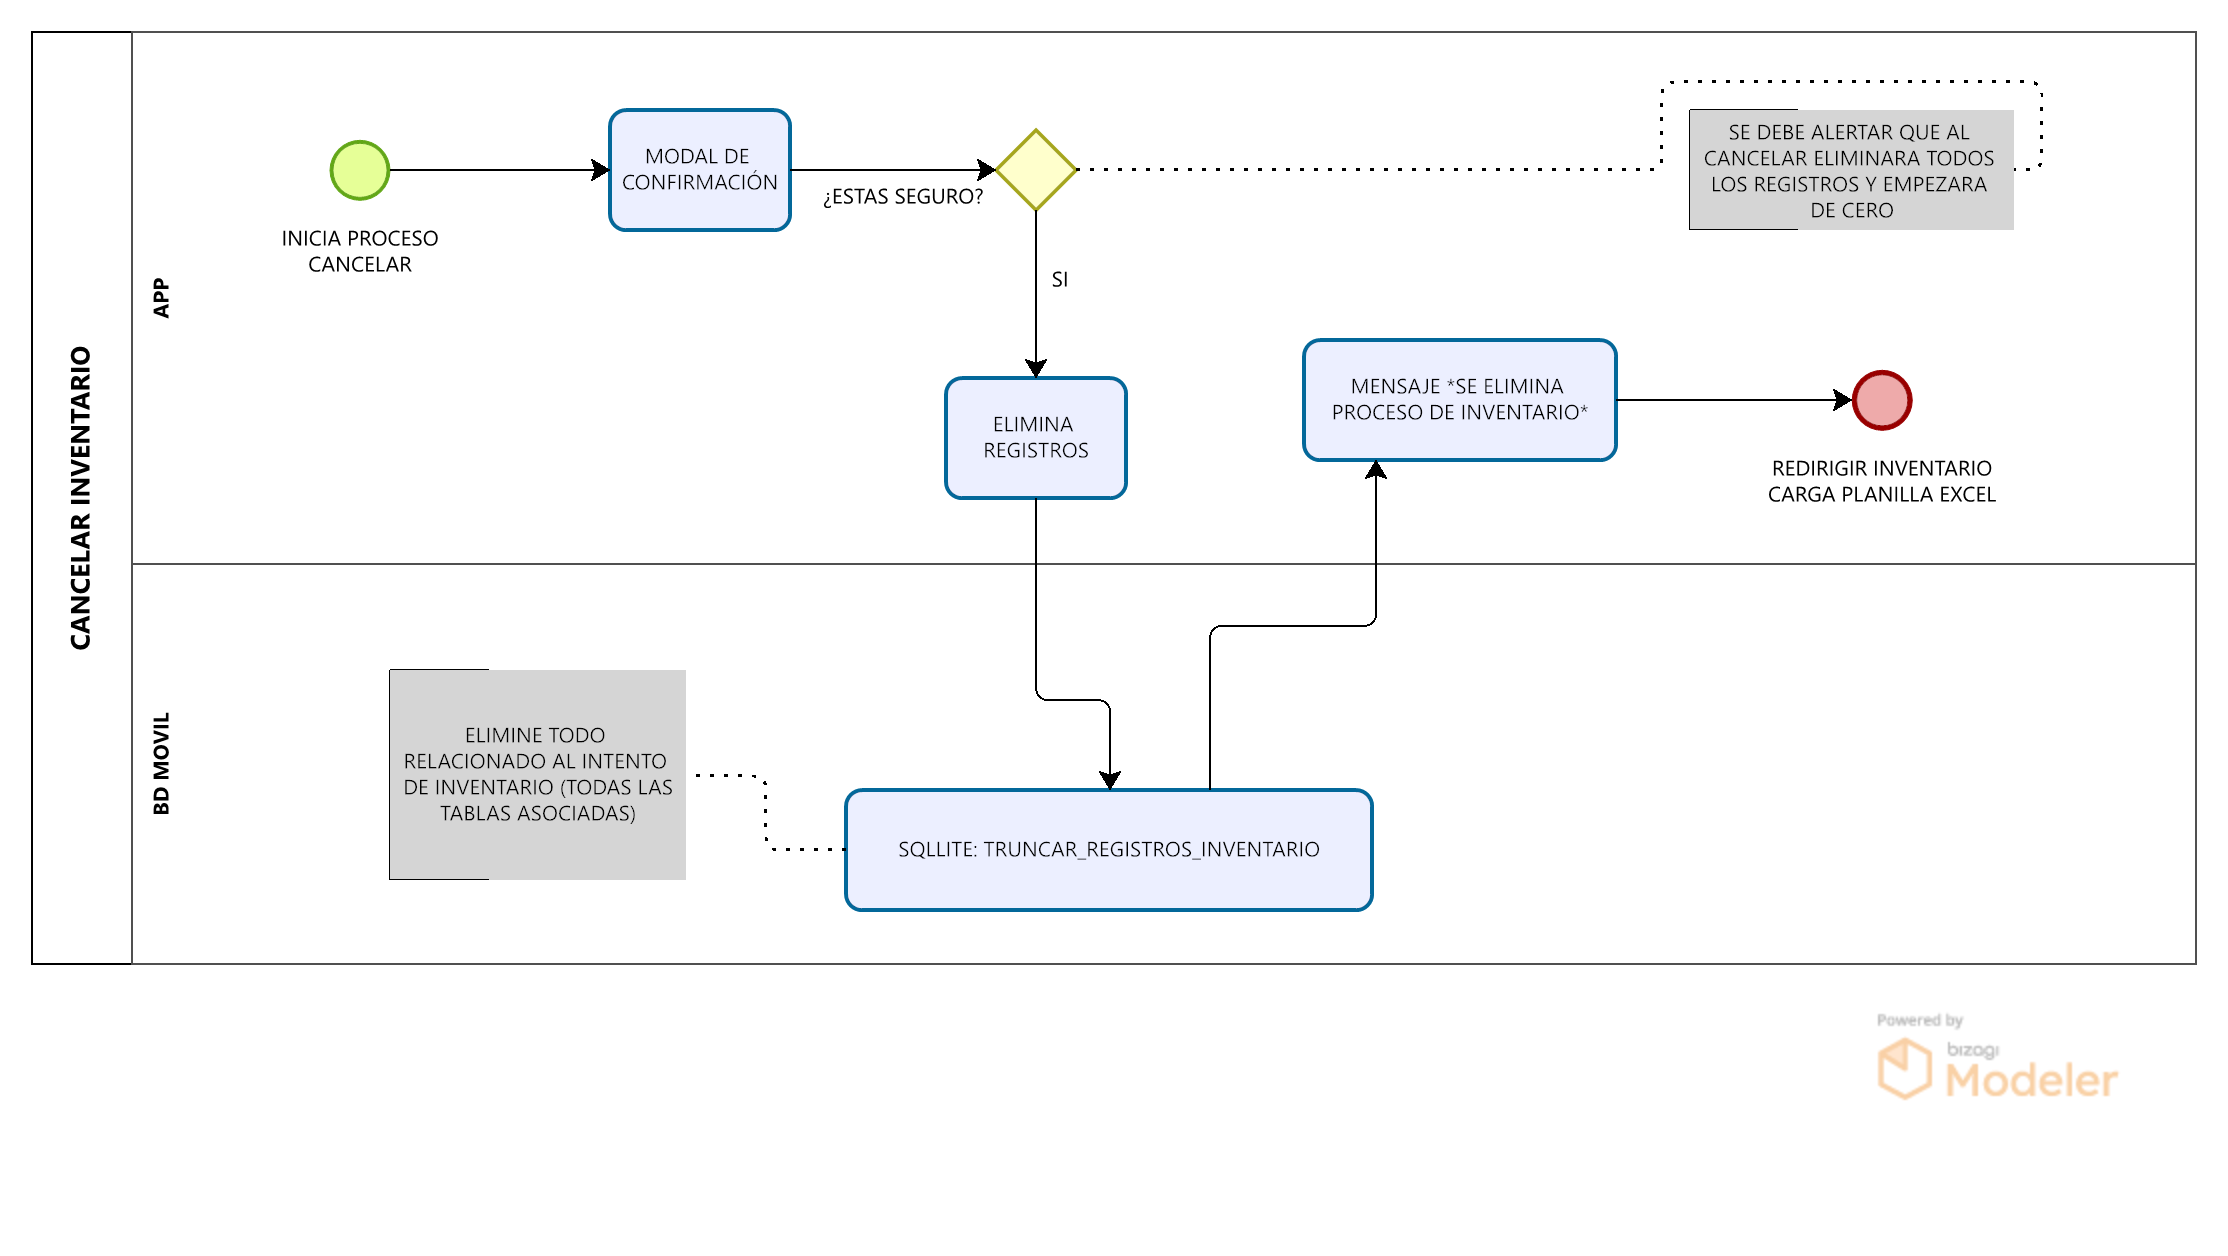 CANCELAR INVENTARIO
APP
INICIA PROCESO
CANCELAR
MODAL DE
CONFIRMACIÓN
¿ESTAS SEGURO?
SI
SE DEBE ALERTAR QUE AL
CANCELAR ELIMINARA TODOS
LOS REGISTROS Y EMPEZARA
DE CERO
ELIMINA
REGISTROS
MENSAJE *SE ELIMINA
PROCESO DE INVENTARIO*
REDIRIGIR INVENTARIO
CARGA PLANILLA EXCEL
BD MOVIL
ELIMINE TODO
RELACIONADO AL INTENTO
DE INVENTARIO (TODAS LAS
TABLAS ASOCIADAS)
SQLLITE: TRUNCAR_REGISTROS_INVENTARIO
Powered by
bizagi
Modeler